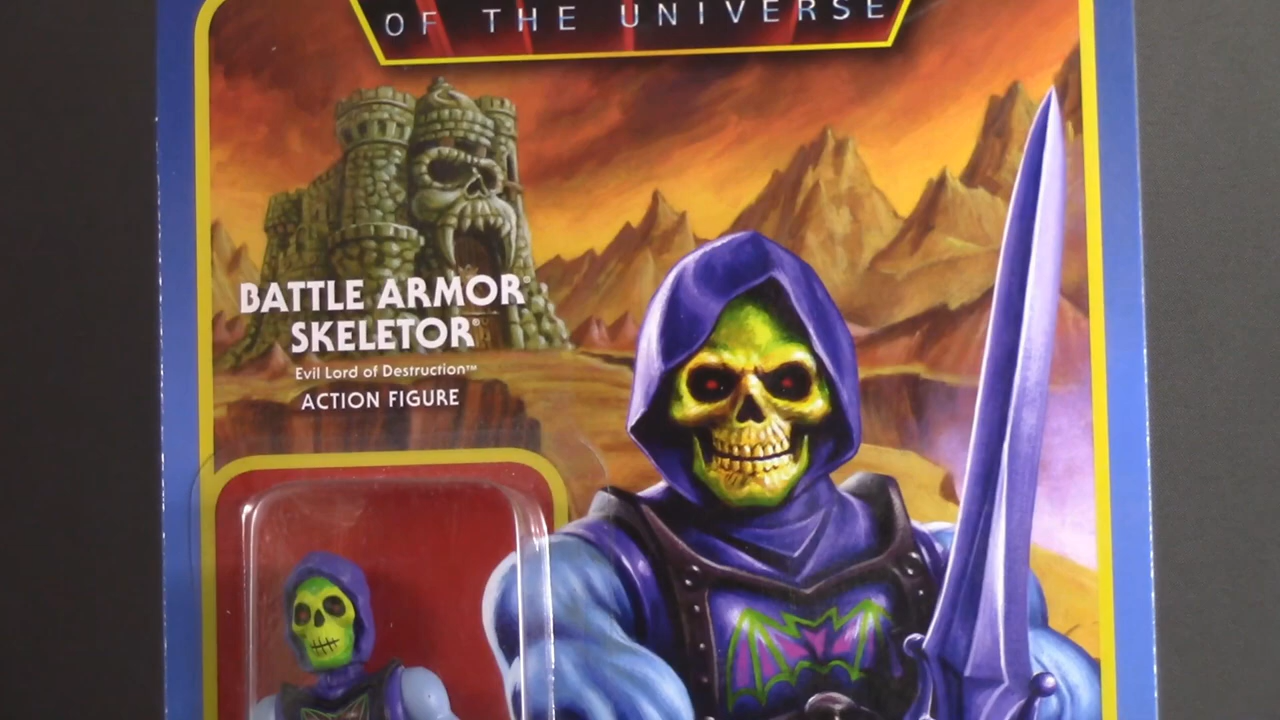 OF THE UNIVERSE
BATTLE ARMOR®
SKELETOR®
Evil Lord of Destruction™
ACTION FIGURE